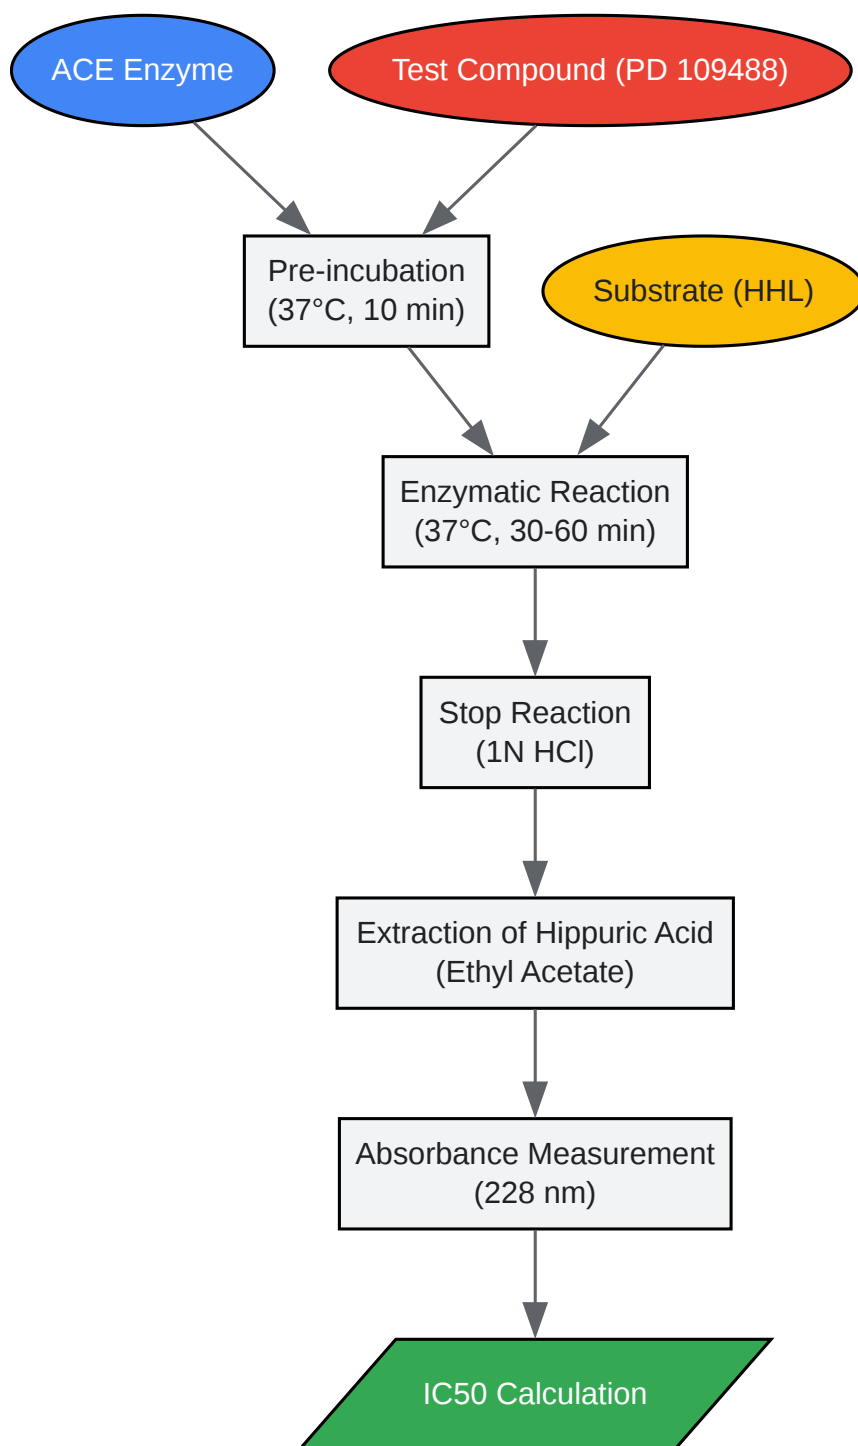 ACE Enzyme
Test Compound (PD 109488)
Pre-incubation
(37°C, 10 min)
Substrate (HHL)
Enzymatic Reaction
(37°C, 30-60 min)
Stop Reaction
(1N HCl)
Extraction of Hippuric Acid
(Ethyl Acetate)
Absorbance Measurement
(228 nm)
IC50 Calculation